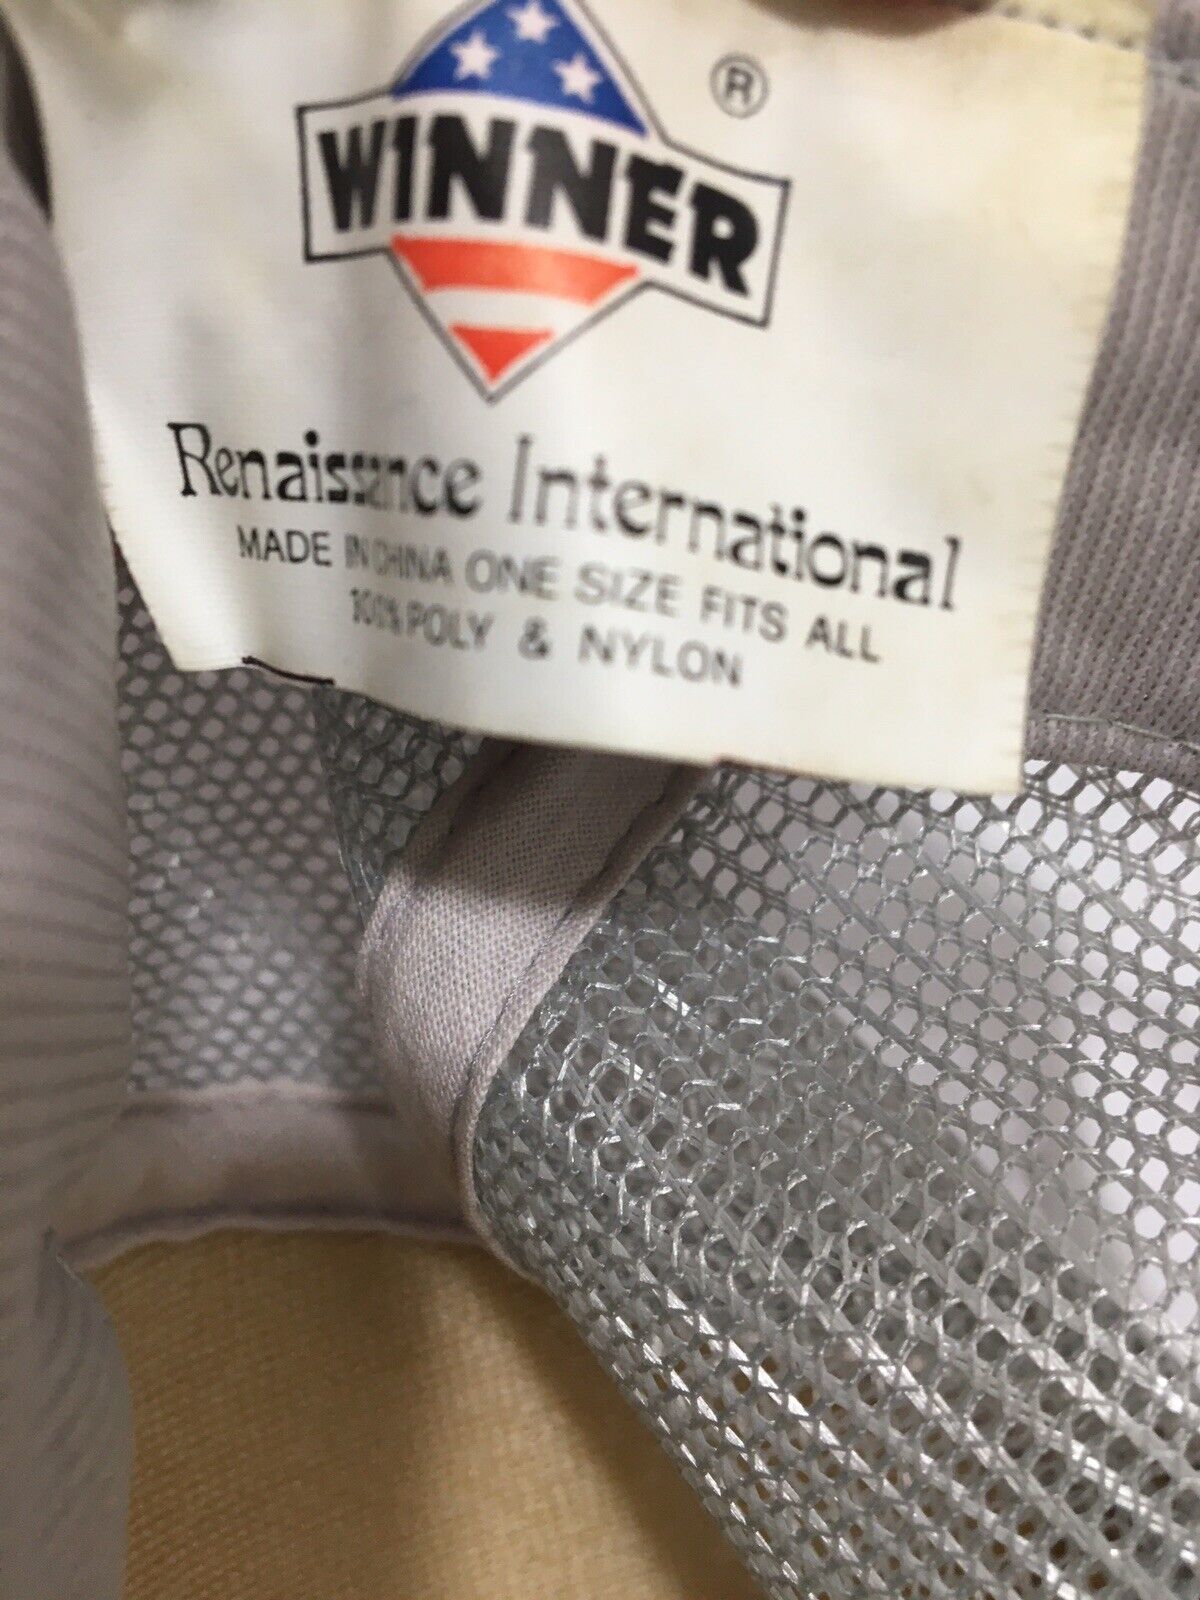 WINNER ®
Renaissance International
MADE IN CHINA ONE SIZE FITS ALL
100% POLY & NYLON